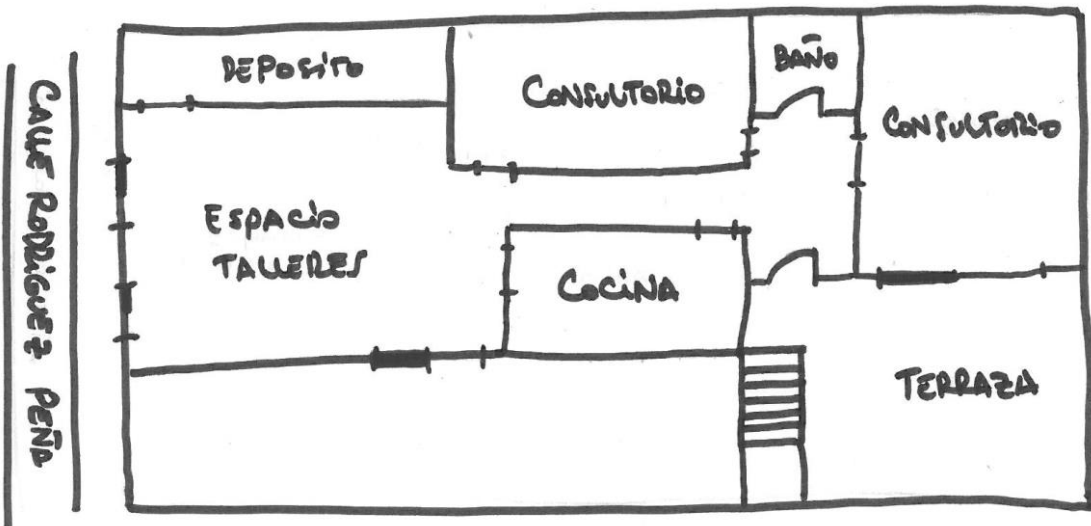 CALLE RODRIGUEZ PEÑA
DEPOSITO
CONSULTORIO
BAÑO
CONSULTORIO
ESPACIO
TALLERES
COCINA
TERRAZA